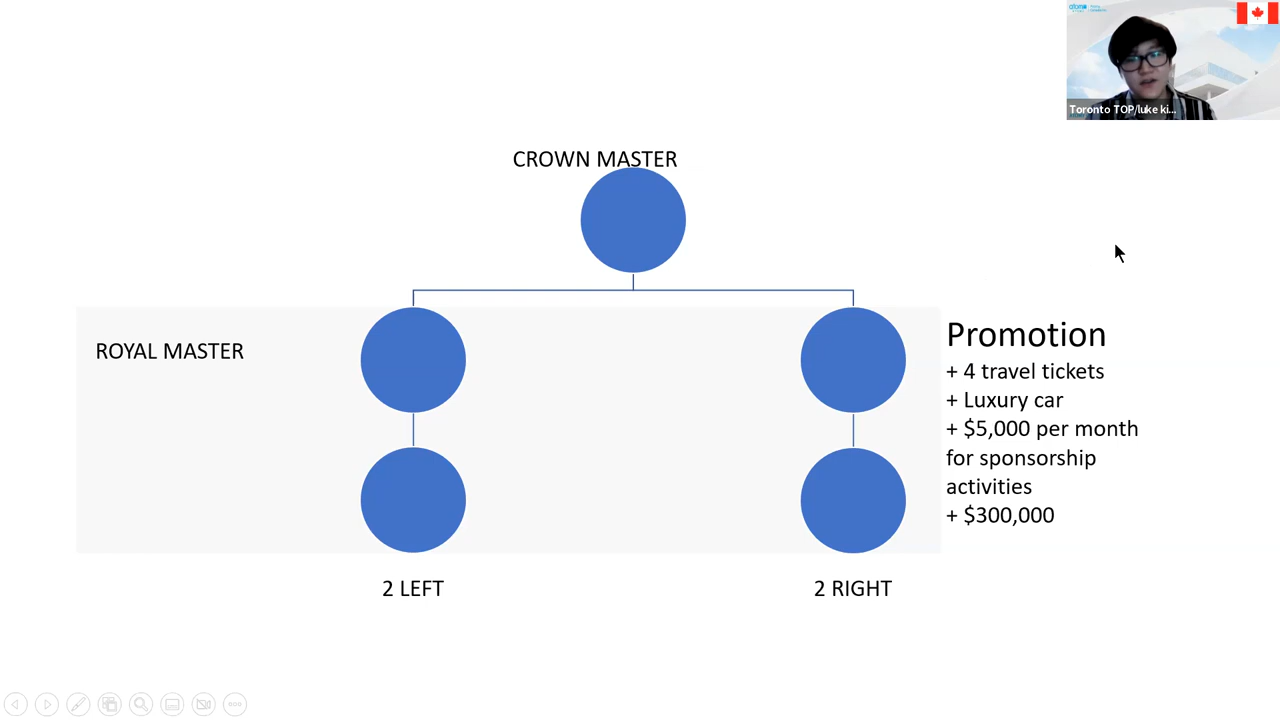 Toronto TOP/luke ki...
CROWN MASTER
ROYAL MASTER
Promotion
+ 4 travel tickets
+ Luxury car
+ $5,000 per month
for sponsorship
activities
+ $300,000
2 LEFT
2 RIGHT